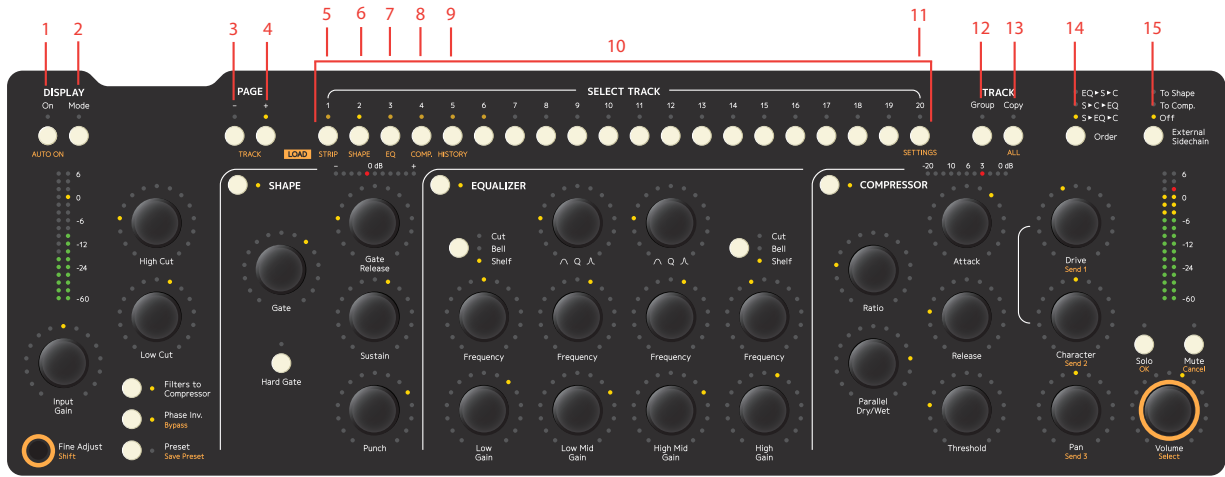 1 2 3 4 5 6 7 8 9 10 11 12 13 14 15
DISPLAY
On Mode
AUTO ON
PAGE
- +
TRACK
LOAD
SELECT TRACK
1 2 3 4 5 6 7 8 9 10 11 12 13 14 15 16 17 18 19 20
STRIP SHAPE EQ COMP. HISTORY SETTINGS
TRACK
Group Copy
ALL
EQ▸S▸C
S▸C▸EQ
S▸EQ▸C
Order
To Shape
To Comp.
Off
External
Sidechain
6
0
-6
-12
-24
-60
High Cut
Low Cut
Input
Gain
Filters to
Compressor
Phase Inv.
Bypass
Preset
Save Preset
Fine Adjust
Shift
SHAPE
- 0 dB +
Gate
Hard Gate
Gate
Release
Sustain
Punch
EQUALIZER
Cut
Bell
Shelf
Q
Q
Cut
Bell
Shelf
Frequency Frequency Frequency Frequency
Low
Gain
Low Mid
Gain
High Mid
Gain
High
Gain
COMPRESSOR
-20 10 6 3 0 dB
Ratio
Parallel
Dry/Wet
Attack
Release
Threshold
Drive
Send 1
Character
Send 2
Pan
Send 3
6
0
-6
-12
-24
-60
Solo
OK
Mute
Cancel
Volume
Select